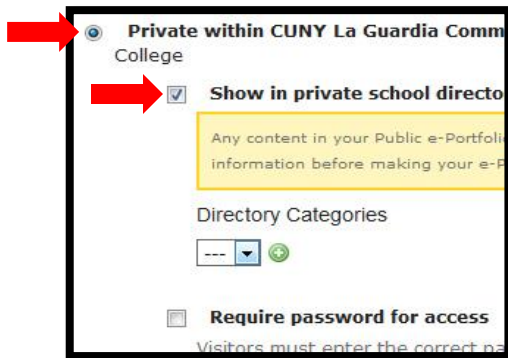 Private within CUNY La Guardia Comm
College
Show in private school directo
Any content in your Public e-Portfoli
information before making your e-P
Directory Categories
---
Require password for access
Visitors must enter the correct pa